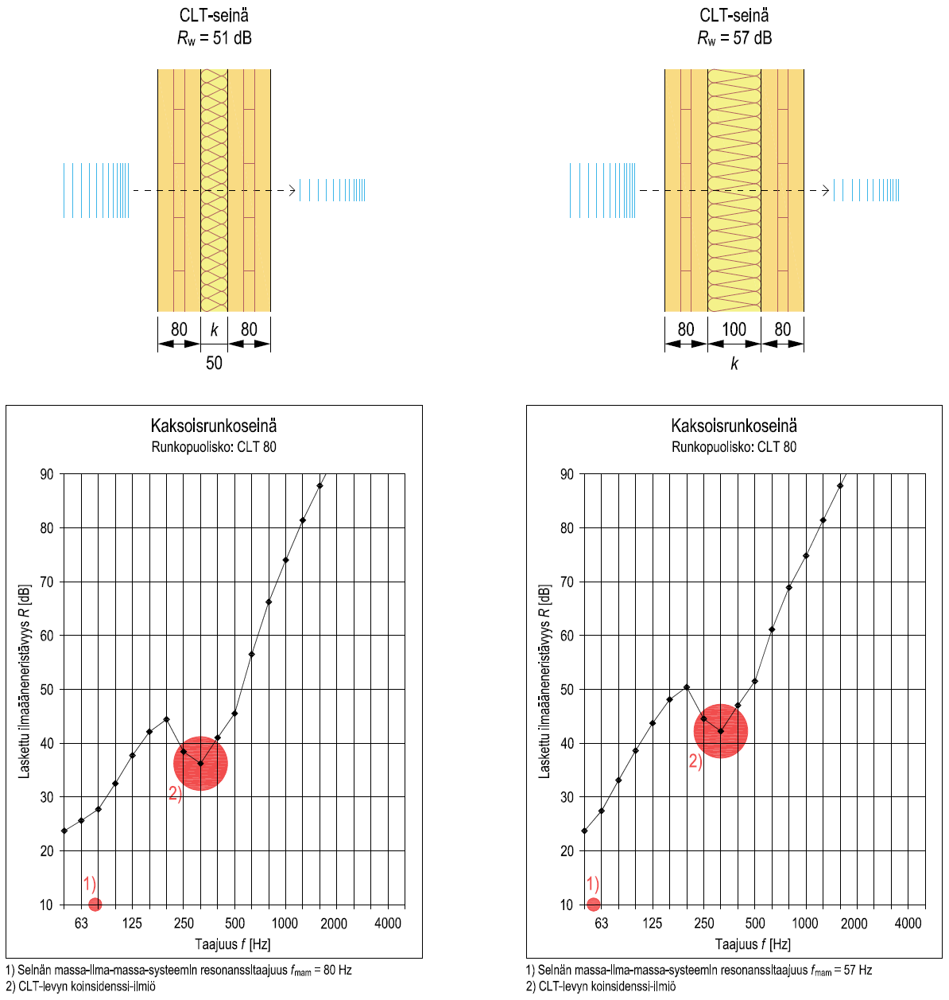 CLT-seinä
R_w = 51 dB
80 k 80
50
Kaksoisrunkoseinä
Runkopuolisko: CLT 80
Laskettu ilmaääneneristävyys R [dB]
90
80
70
60
50
40
30
20
10
2)
1)
63 125 250 500 1000 2000 4000
Taajuus f [Hz]
1) Seinän massa-ilma-massa-systeemin resonanssitaajuus f_mam = 80 Hz
2) CLT-levyn koinsidenssi-ilmiö
CLT-seinä
R_w = 57 dB
80 100 80
k
Kaksoisrunkoseinä
Runkopuolisko: CLT 80
Laskettu ilmaääneneristävyys R [dB]
90
80
70
60
50
40
30
20
10
2)
1)
63 125 250 500 1000 2000 4000
Taajuus f [Hz]
1) Seinän massa-ilma-massa-systeemin resonanssitaajuus f_mam = 57 Hz
2) CLT-levyn koinsidenssi-ilmiö